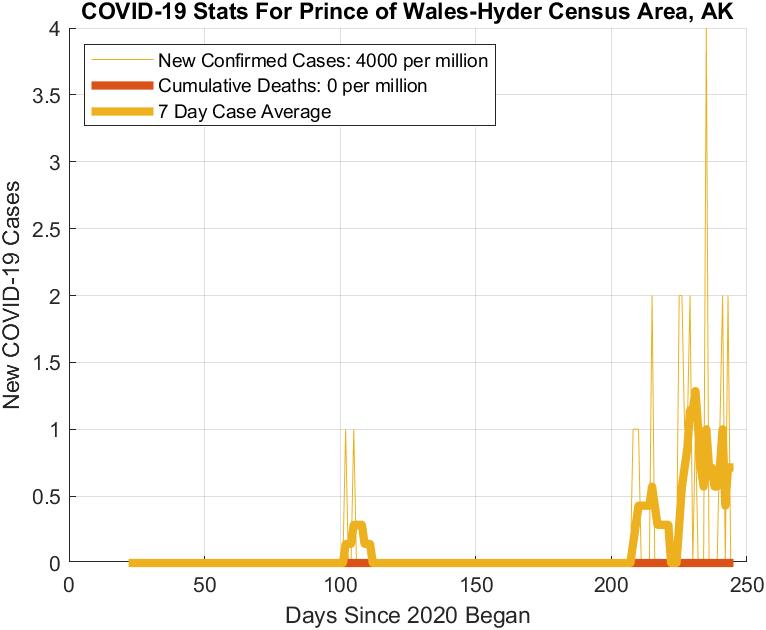 COVID-19 Stats For Prince of Wales-Hyder Census Area, AK
New Confirmed Cases: 4000 per million
Cumulative Deaths: 0 per million
7 Day Case Average
New COVID-19 Cases
4
3.5
3
2.5
2
1.5
1
0.5
0
0 50 100 150 200 250
Days Since 2020 Began